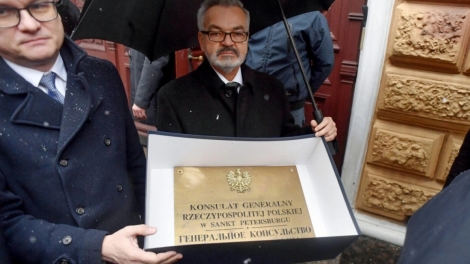 KONSULAT GENERALNY
RZECZYPOSPOLITEJ POLSKIEJ
W SANKT PETERSBURGU
ГЕНЕРАЛЬНОЕ КОНСУЛЬСТВО